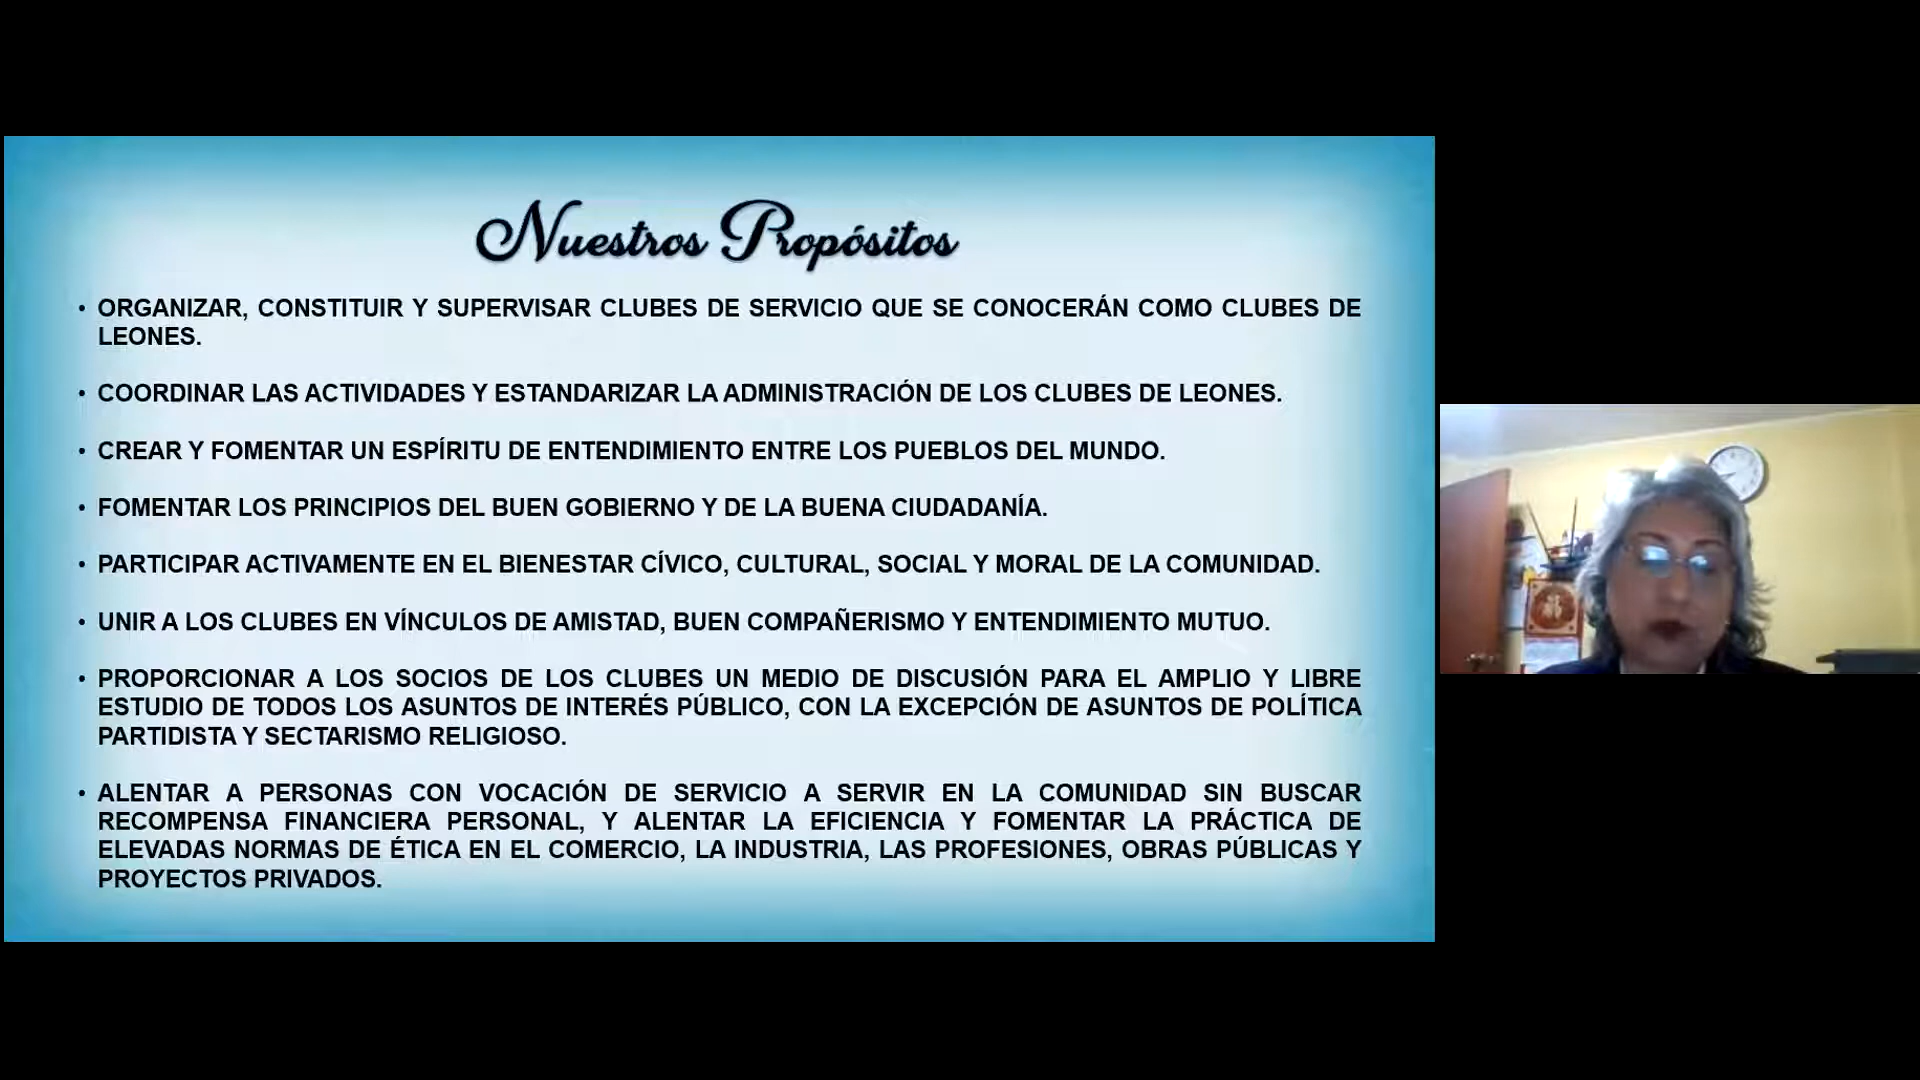 Nuestros Propósitos
• ORGANIZAR, CONSTITUIR Y SUPERVISAR CLUBES DE SERVICIO QUE SE CONOCERÁN COMO CLUBES DE
LEONES.
• COORDINAR LAS ACTIVIDADES Y ESTANDARIZAR LA ADMINISTRACIÓN DE LOS CLUBES DE LEONES.
• CREAR Y FOMENTAR UN ESPÍRITU DE ENTENDIMIENTO ENTRE LOS PUEBLOS DEL MUNDO.
• FOMENTAR LOS PRINCIPIOS DEL BUEN GOBIERNO Y DE LA BUENA CIUDADANÍA.
• PARTICIPAR ACTIVAMENTE EN EL BIENESTAR CÍVICO, CULTURAL, SOCIAL Y MORAL DE LA COMUNIDAD.
• UNIR A LOS CLUBES EN VÍNCULOS DE AMISTAD, BUEN COMPAÑERISMO Y ENTENDIMIENTO MUTUO.
• PROPORCIONAR A LOS SOCIOS DE LOS CLUBES UN MEDIO DE DISCUSIÓN PARA EL AMPLIO Y LIBRE
ESTUDIO DE TODOS LOS ASUNTOS DE INTERÉS PÚBLICO, CON LA EXCEPCIÓN DE ASUNTOS DE POLÍTICA
PARTIDISTA Y SECTARISMO RELIGIOSO.
• ALENTAR A PERSONAS CON VOCACIÓN DE SERVICIO A SERVIR EN LA COMUNIDAD SIN BUSCAR
RECOMPENSA FINANCIERA PERSONAL, Y ALENTAR LA EFICIENCIA Y FOMENTAR LA PRÁCTICA DE
ELEVADAS NORMAS DE ÉTICA EN EL COMERCIO, LA INDUSTRIA, LAS PROFESIONES, OBRAS PÚBLICAS Y
PROYECTOS PRIVADOS.